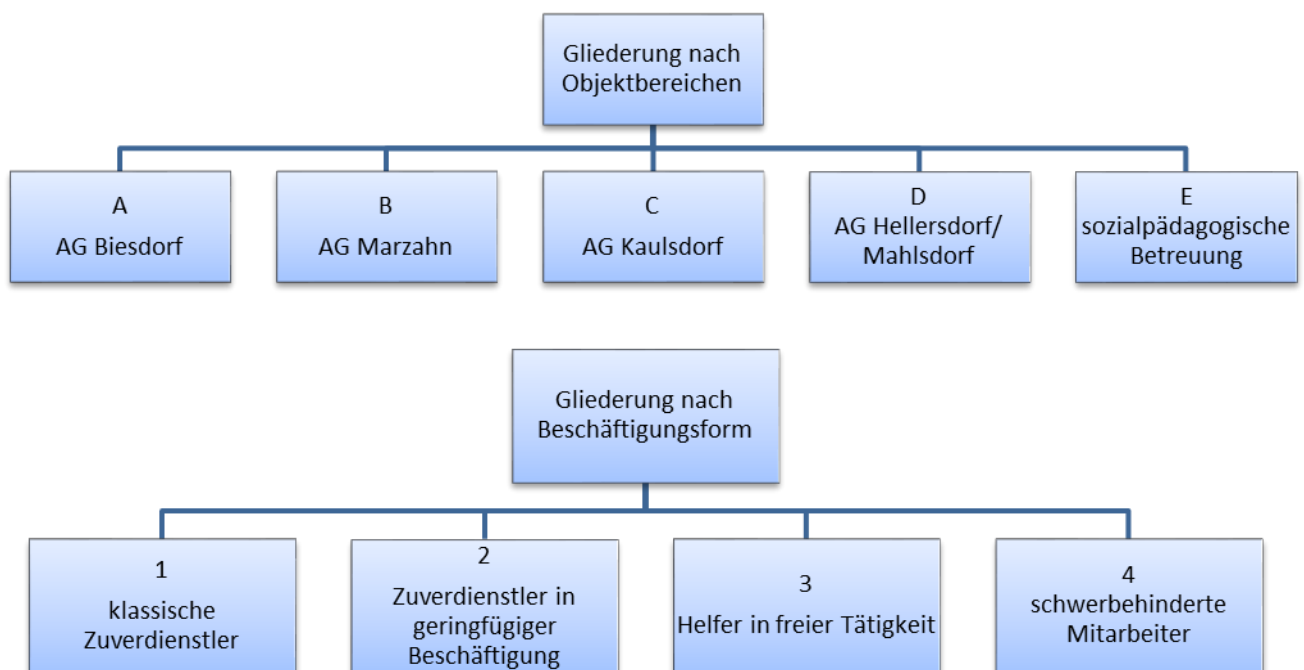 Gliederung nach
Objektbereichen
A
AG Biesdorf
B
AG Marzahn
C
AG Kaulsdorf
D
AG Hellersdorf/
Mahlsdorf
E
sozialpädagogische
Betreuung
Gliederung nach
Beschäftigungsform
1
klassische
Zuverdienstler
2
Zuverdienstler in
geringfügiger
Beschäftigung
3
Helfer in freier Tätigkeit
4
schwerbehinderte
Mitarbeiter